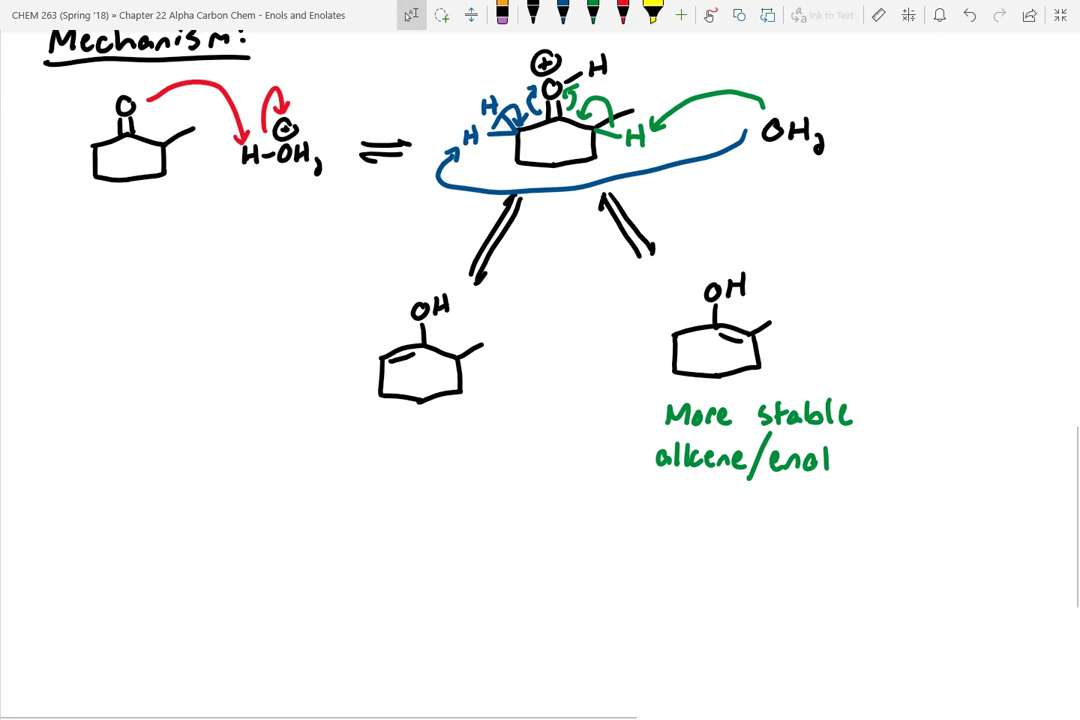 CHEM 263 (Spring '18) » Chapter 22 Alpha Carbon Chem - Enols and Enolates
Ink to Text
Mechanism:
O
H-OH₂
⊕
⊕
O H
H
H
H
OH₂
OH
OH
More stable
alkene/enol